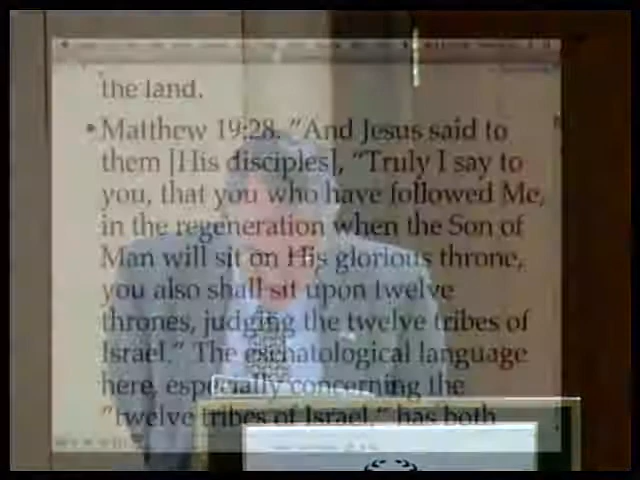 the land.
• Matthew 19:28. "And Jesus said to
them [His disciples], "Truly I say to
you, that you who have followed Me,
in the regeneration when the Son of
Man will sit on His glorious throne,
you also shall sit upon twelve
thrones, judging the twelve tribes of
Israel." The eschatological language
here, especially concerning the
"twelve tribes of Israel," has both